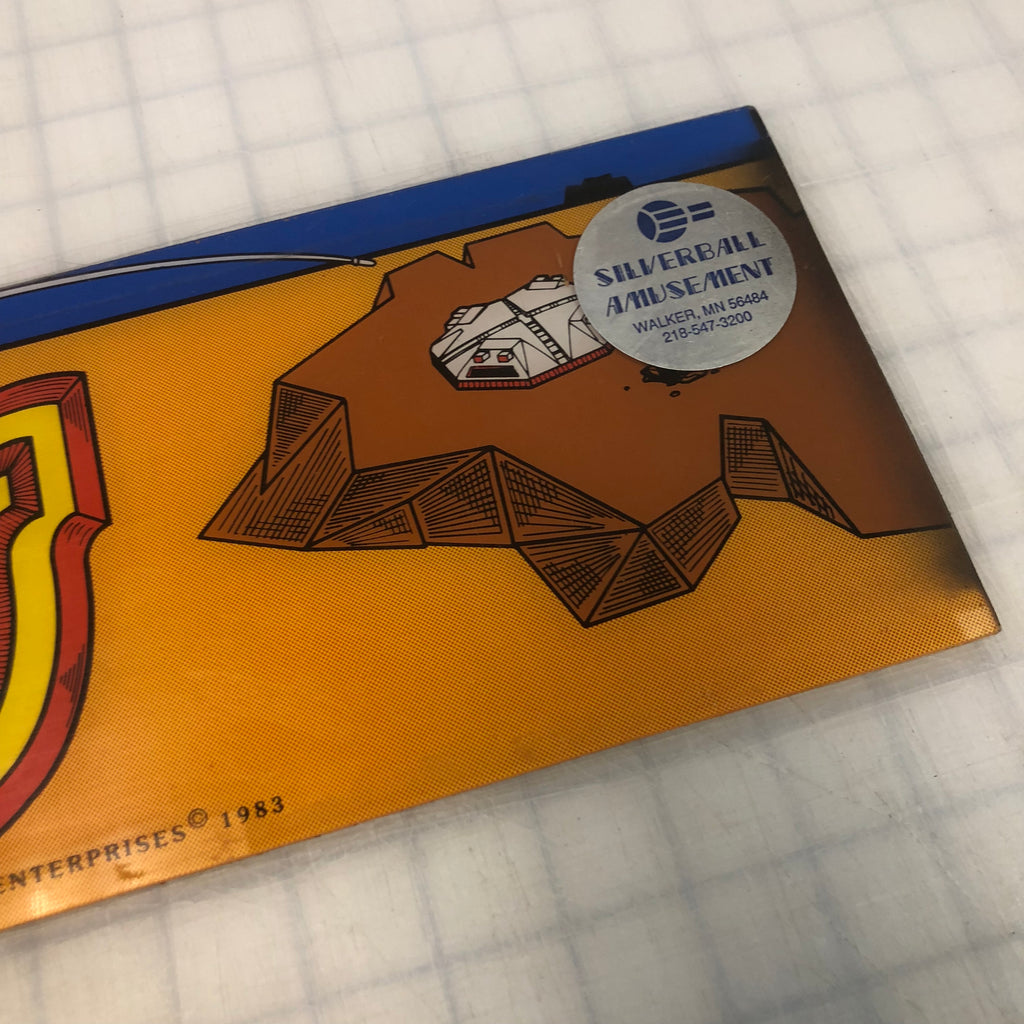 SILVERBALL
AMUSEMENT
WALKER, MN 56484
218-547-3200
ENTERPRISES© 1983